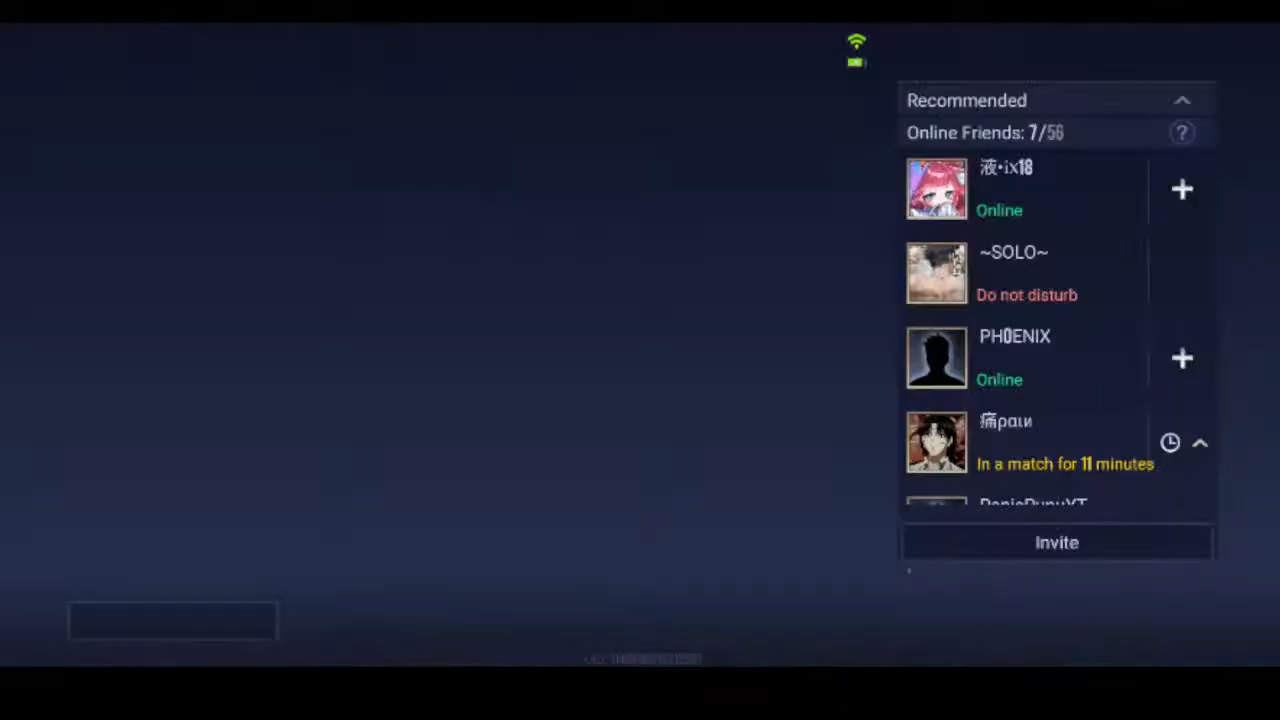 Recommended
Online Friends: 7/56
?
液•ix18
Online
~SOLO~
Do not disturb
PHØENIX
Online
痛ραιи
In a match for 11 minutes
Invite